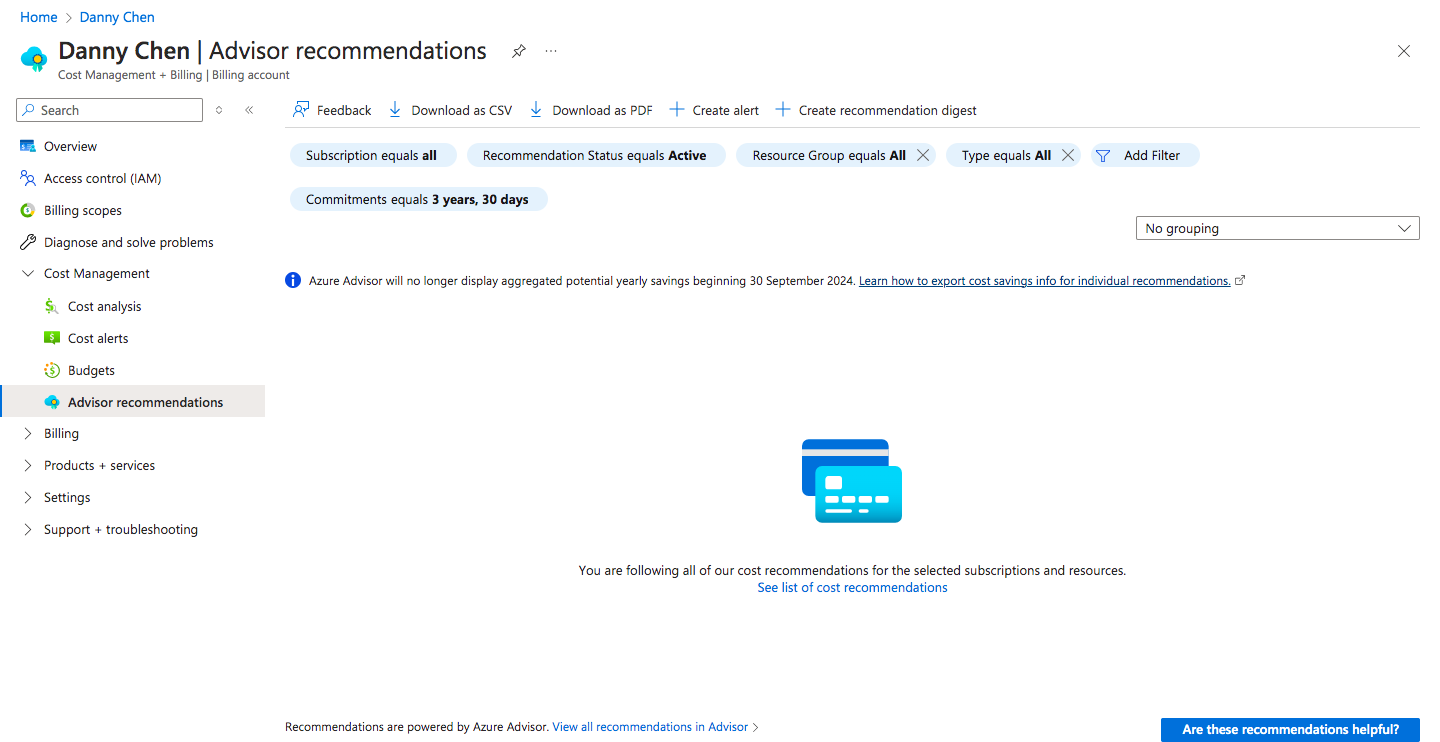 Home > Danny Chen
Danny Chen | Advisor recommendations
Cost Management + Billing | Billing account
Search
Overview
Access control (IAM)
Billing scopes
Diagnose and solve problems
Cost Management
Cost analysis
Cost alerts
Budgets
Advisor recommendations
Billing
Products + services
Settings
Support + troubleshooting
Feedback Download as CSV Download as PDF Create alert Create recommendation digest
Subscription equals all Recommendation Status equals Active Resource Group equals All Type equals All Add Filter
Commitments equals 3 years, 30 days
No grouping
Azure Advisor will no longer display aggregated potential yearly savings beginning 30 September 2024. Learn how to export cost savings info for individual recommendations.
You are following all of our cost recommendations for the selected subscriptions and resources.
See list of cost recommendations
Recommendations are powered by Azure Advisor. View all recommendations in Advisor >
Are these recommendations helpful?